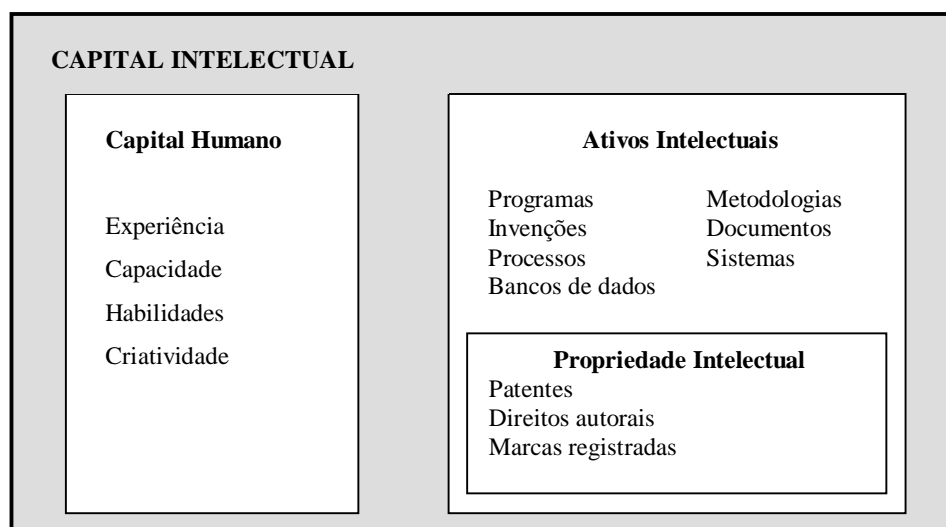 CAPITAL INTELECTUAL
Capital Humano
Experiência
Capacidade
Habilidades
Criatividade
Ativos Intelectuais
Programas Metodologias
Invenções Documentos
Processos Sistemas
Bancos de dados
Propriedade Intelectual
Patentes
Direitos autorais
Marcas registradas